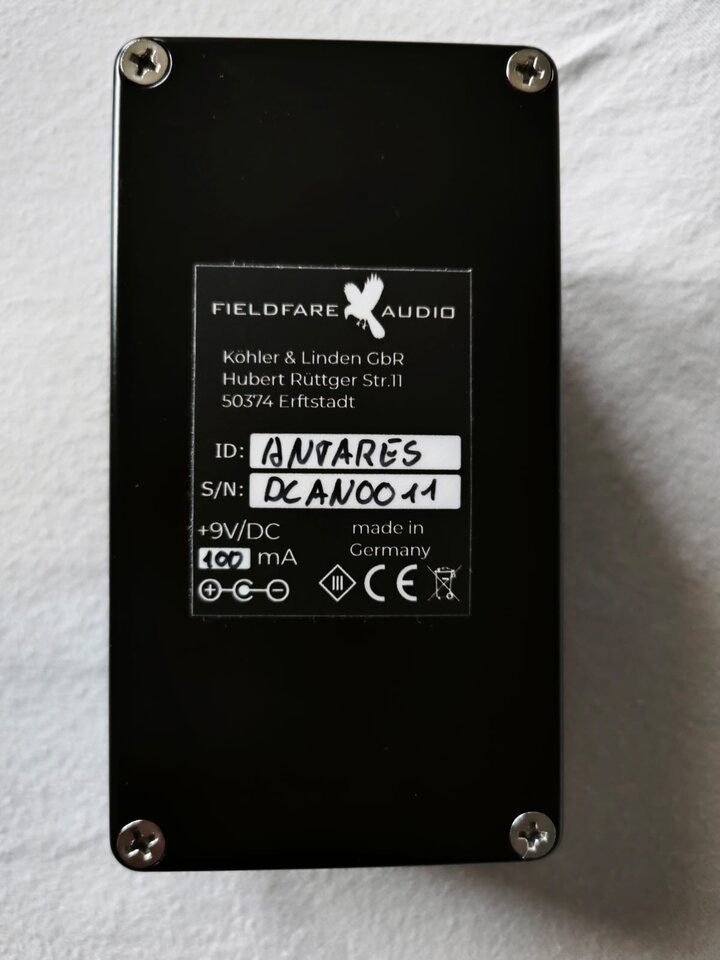 FIELDFARE AUDIO
Köhler & Linden GbR
Hubert Rüttger Str.11
50374 Erftstadt
ID: ANTARES
S/N: DCAN0011
+9V/DC
100 mA
made in
Germany
III CE